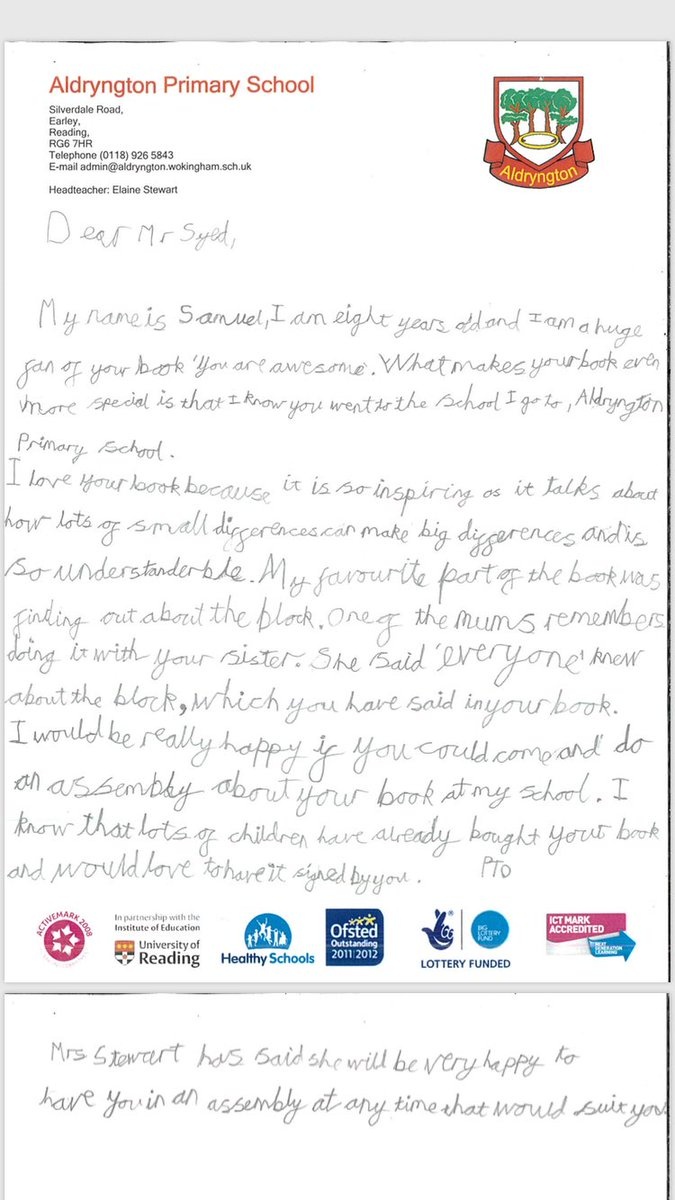 Aldryngton Primary School
Silverdale Road,
Earley,
Reading,
RG6 7HR
Telephone (0118) 926 5843
E-mail admin@aldryngton.wokingham.sch.uk
Headteacher: Elaine Stewart
Aldryngton
Dear Mr Syed,
My name is Samuel, I am eight years old and I am a huge
fan of your book 'You are awesome. What makes your book even
more special is that I know you went to the school I go to, Aldryngton
Primary school.
I love your book because it is so inspiring as it talks about
how lots of small differences can make big differences and is
so understanderble. My favourite part of the book was
finding out about the block. One of the mums remembers
doing it with your sister. She said 'everyone' knew
about the block, which you have said in your book.
I would be really happy if you could come and do
an assembly about your book at my school. I
know that lots of children have already bought your book
and would love to have it signed by you. PTO
ACTIVEMARK 2008
In partnership with the
Institute of Education
University of
Reading
Healthy Schools
Ofsted
Outstanding
2011|2012
BIG
LOTTERY
FUND
LOTTERY FUNDED
ICT MARK
ACCREDITED
NEXT
GENERATION
LEARNING
Mrs Stewart has said she will be very happy to
have you in an assembly at any time that would suit you